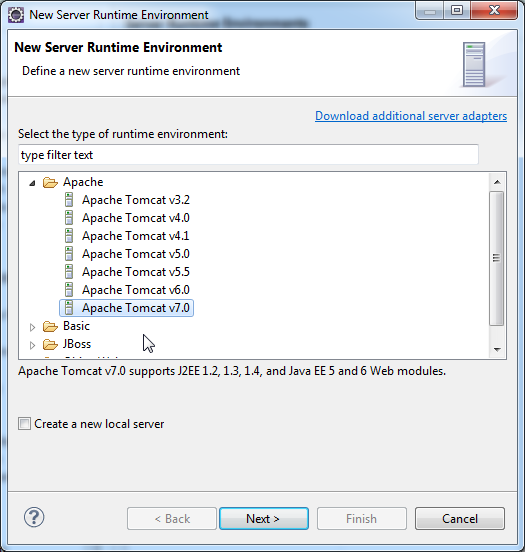 New Server Runtime Environment
New Server Runtime Environment
Define a new server runtime environment
Download additional server adapters
Select the type of runtime environment:
type filter text
Apache
Apache Tomcat v3.2
Apache Tomcat v4.0
Apache Tomcat v4.1
Apache Tomcat v5.0
Apache Tomcat v5.5
Apache Tomcat v6.0
Apache Tomcat v7.0
Basic
JBoss
Apache Tomcat v7.0 supports J2EE 1.2, 1.3, 1.4, and Java EE 5 and 6 Web modules.
Create a new local server
?
< Back
Next >
Finish
Cancel